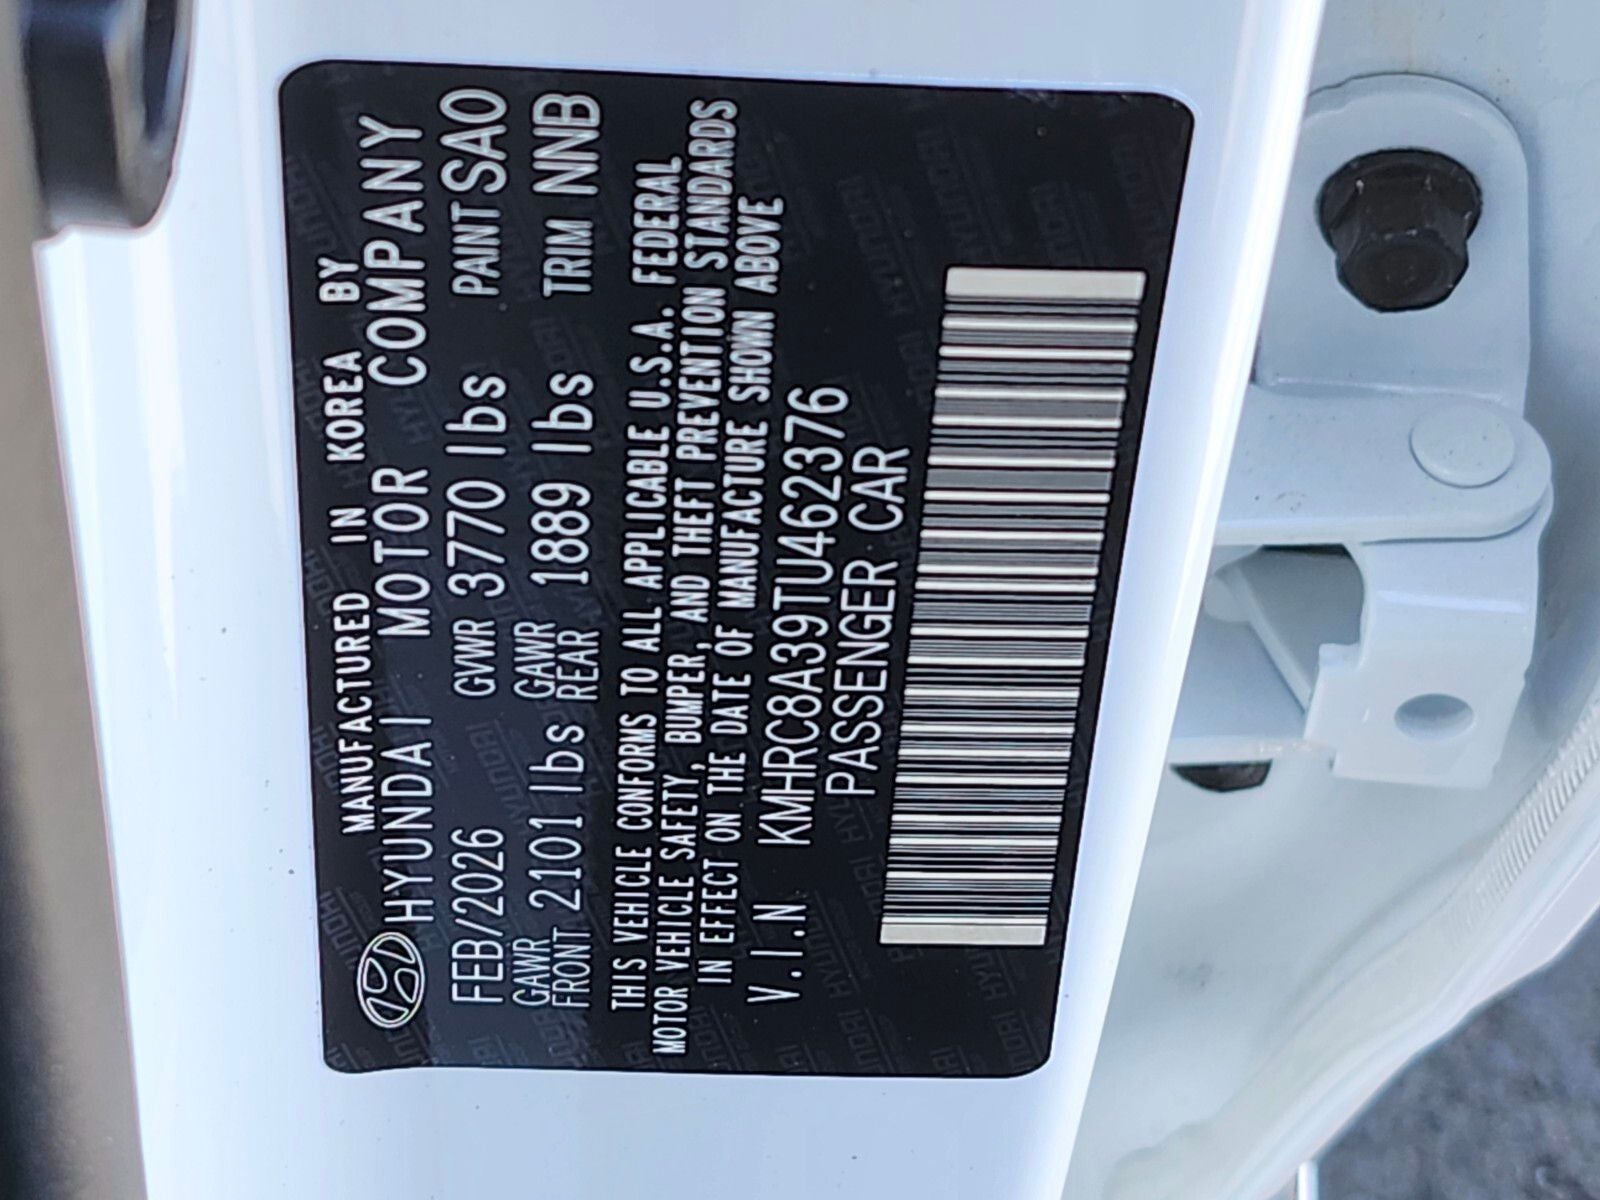 MANUFACTURED IN KOREA BY
HYUNDAI MOTOR COMPANY
FEB/2026 GVWR 3770 lbs PAINT SAO
GAWR FRONT 2101 lbs GAWR REAR 1889 lbs TRIM NNB
THIS VEHICLE CONFORMS TO ALL APPLICABLE U.S.A. FEDERAL
MOTOR VEHICLE SAFETY, BUMPER, AND THEFT PREVENTION STANDARDS
IN EFFECT ON THE DATE OF MANUFACTURE SHOWN ABOVE
V.I.N KMHRC8A39TU462376
PASSENGER CAR